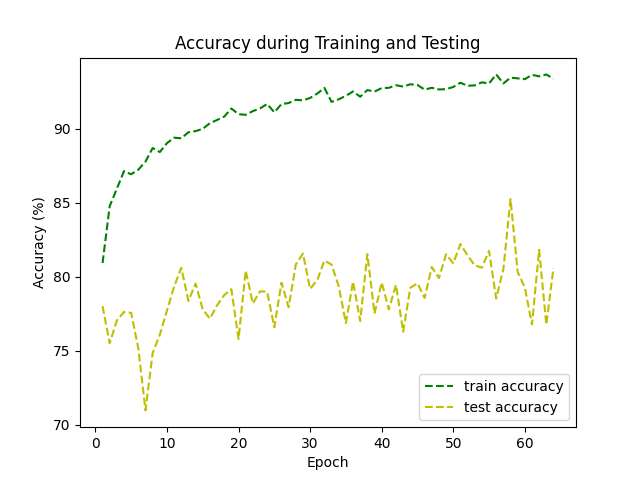 Accuracy during Training and Testing
Accuracy (%)
90
85
80
75
70
0 10 20 30 40 50 60
Epoch
train accuracy
test accuracy